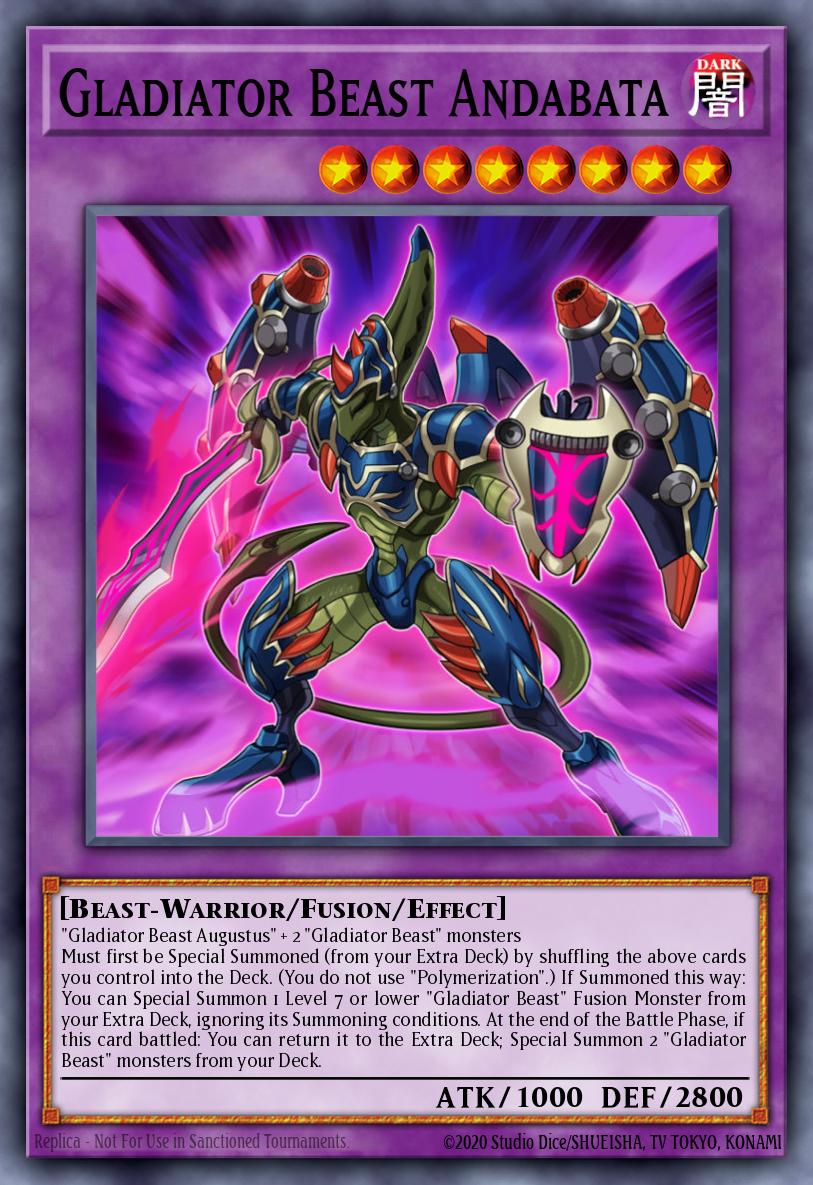 Gladiator Beast Andabata
DARK
闇
[Beast-Warrior/Fusion/Effect]
"Gladiator Beast Augustus" + 2 "Gladiator Beast" monsters
Must first be Special Summoned (from your Extra Deck) by shuffling the above cards
you control into the Deck. (You do not use "Polymerization".) If Summoned this way:
You can Special Summon 1 Level 7 or lower "Gladiator Beast" Fusion Monster from
your Extra Deck, ignoring its Summoning conditions. At the end of the Battle Phase, if
this card battled: You can return it to the Extra Deck; Special Summon 2 "Gladiator
Beast" monsters from your Deck.
ATK/1000 DEF/2800
Replica - Not For Use in Sanctioned Tournaments.
©2020 Studio Dice/SHUEISHA, TV TOKYO, KONAMI